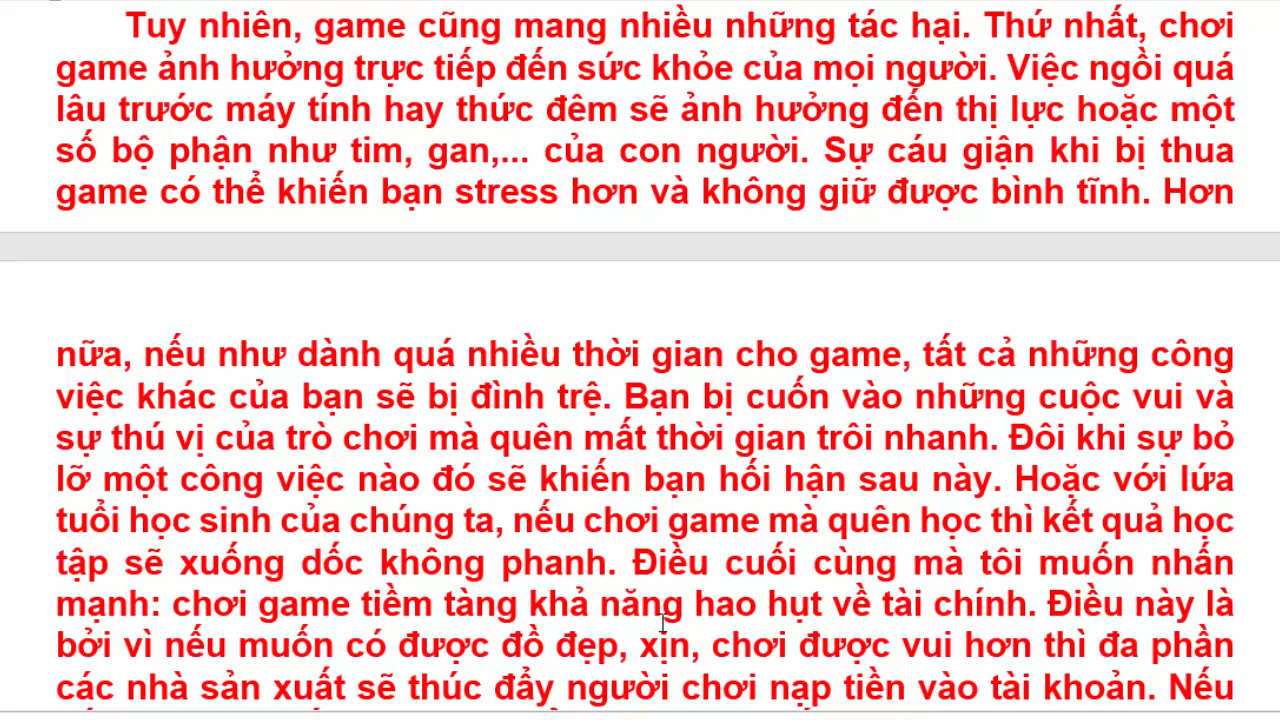 Tuy nhiên, game cũng mang nhiều những tác hại. Thứ nhất, chơi
game ảnh hưởng trực tiếp đến sức khỏe của mọi người. Việc ngồi quá
lâu trước máy tính hay thức đêm sẽ ảnh hưởng đến thị lực hoặc một
số bộ phận như tim, gan,... của con người. Sự cáu giận khi bị thua
game có thể khiến bạn stress hơn và không giữ được bình tĩnh. Hơn
nữa, nếu như dành quá nhiều thời gian cho game, tất cả những công
việc khác của bạn sẽ bị đình trệ. Bạn bị cuốn vào những cuộc vui và
sự thú vị của trò chơi mà quên mất thời gian trôi nhanh. Đôi khi sự bỏ
lỡ một công việc nào đó sẽ khiến bạn hối hận sau này. Hoặc với lứa
tuổi học sinh của chúng ta, nếu chơi game mà quên học thì kết quả học
tập sẽ xuống dốc không phanh. Điều cuối cùng mà tôi muốn nhấn
mạnh: chơi game tiềm tàng khả năng hao hụt về tài chính. Điều này là
bởi vì nếu muốn có được đồ đẹp, xịn, chơi được vui hơn thì đa phần
các nhà sản xuất sẽ thúc đẩy người chơi nạp tiền vào tài khoản. Nếu